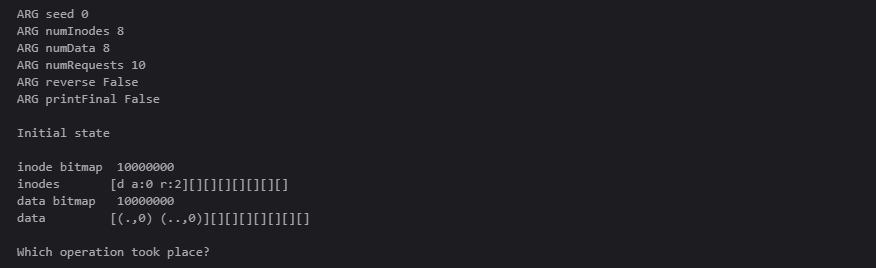 ARG seed 0
ARG numInodes 8
ARG numData 8
ARG numRequests 10
ARG reverse False
ARG printFinal False
Initial state
inode bitmap  10000000
inodes       [d a:0 r:2][][][][][][][]
data bitmap   10000000
data         [(.,0) (..,0)][][][][][][][]
Which operation took place?